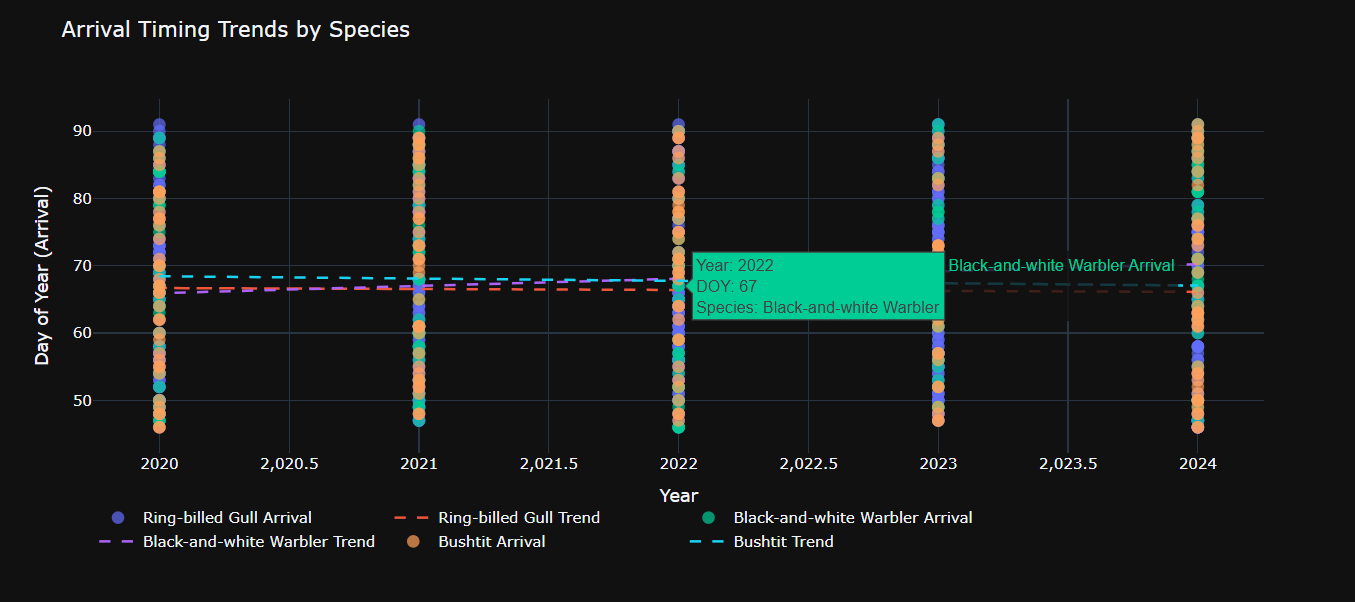 Arrival Timing Trends by Species
Day of Year (Arrival)
90
80
70
60
50
Year: 2022
DOY: 67
Species: Black-and-white Warbler
Black-and-white Warbler Arrival
2020 2,020.5 2021 2,021.5 2022 2,022.5 2023 2,023.5 2024
Year
Ring-billed Gull Arrival Ring-billed Gull Trend Black-and-white Warbler Arrival
Black-and-white Warbler Trend Bushtit Arrival Bushtit Trend